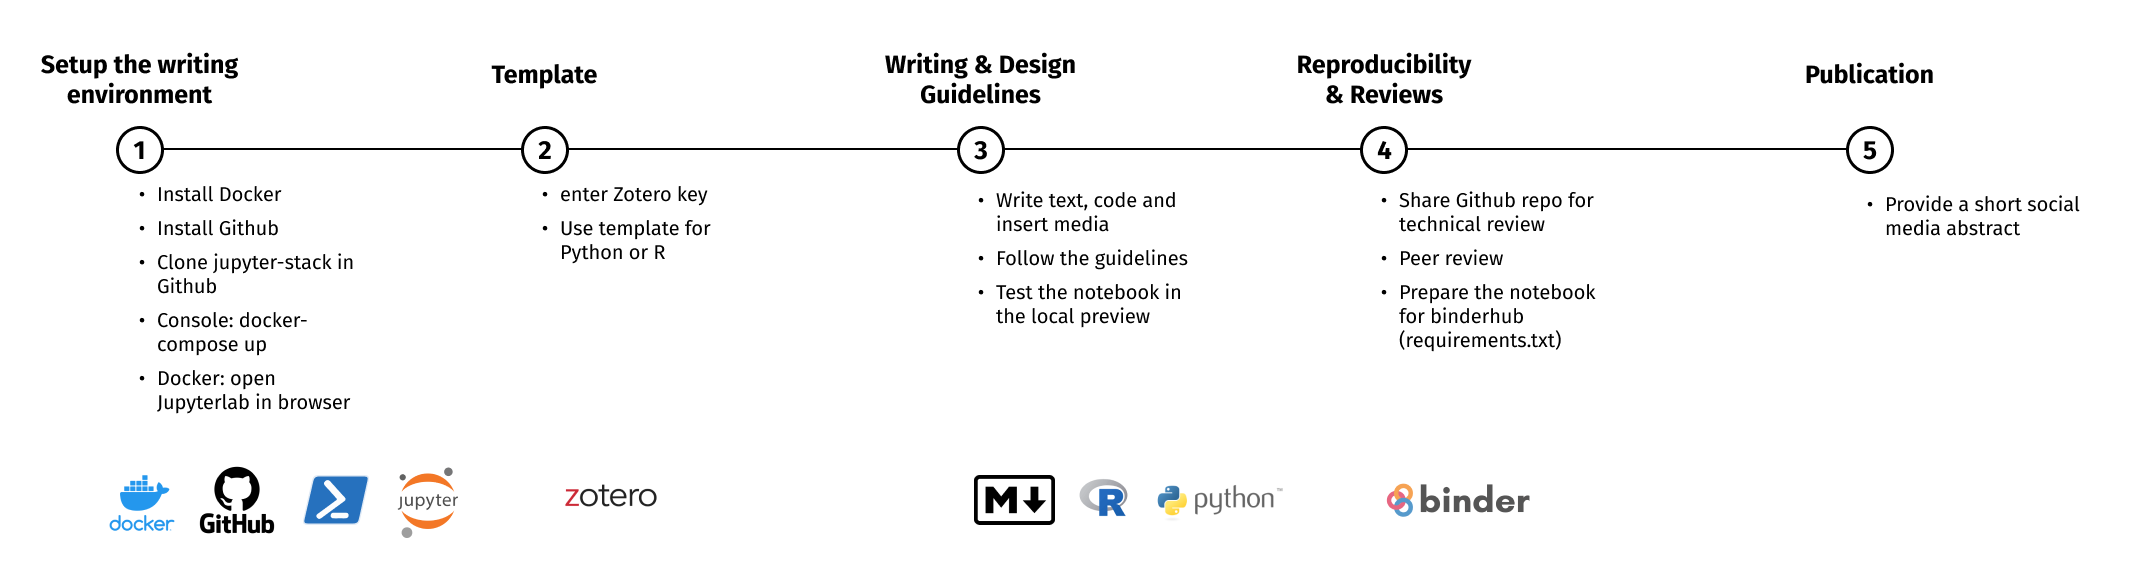 Setup the writing
environment
Template
Writing & Design
Guidelines
Reproducibility
& Reviews
Publication
1
2
3
4
5
• Install Docker
• Install Github
• Clone jupyter-stack in
Github
• Console: docker-
compose up
• Docker: open
Jupyterlab in browser
• enter Zotero key
• Use template for
Python or R
• Write text, code and
insert media
• Follow the guidelines
• Test the notebook in
the local preview
• Share Github repo for
technical review
• Peer review
• Prepare the notebook
for binderhub
(requirements.txt)
• Provide a short social
media abstract
docker
GitHub
jupyter
zotero
M
R
python™
binder